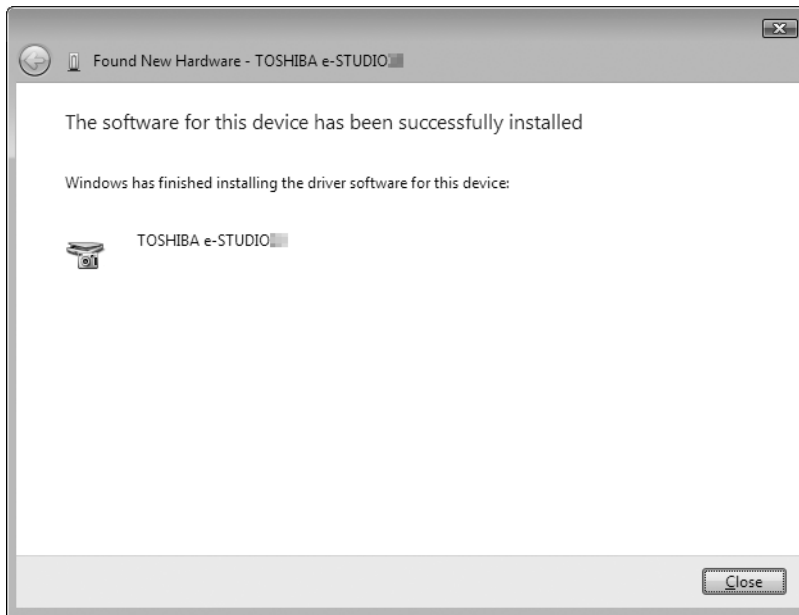 Found New Hardware - TOSHIBA e-STUDIO
The software for this device has been successfully installed
Windows has finished installing the driver software for this device:
TOSHIBA e-STUDIO
Close